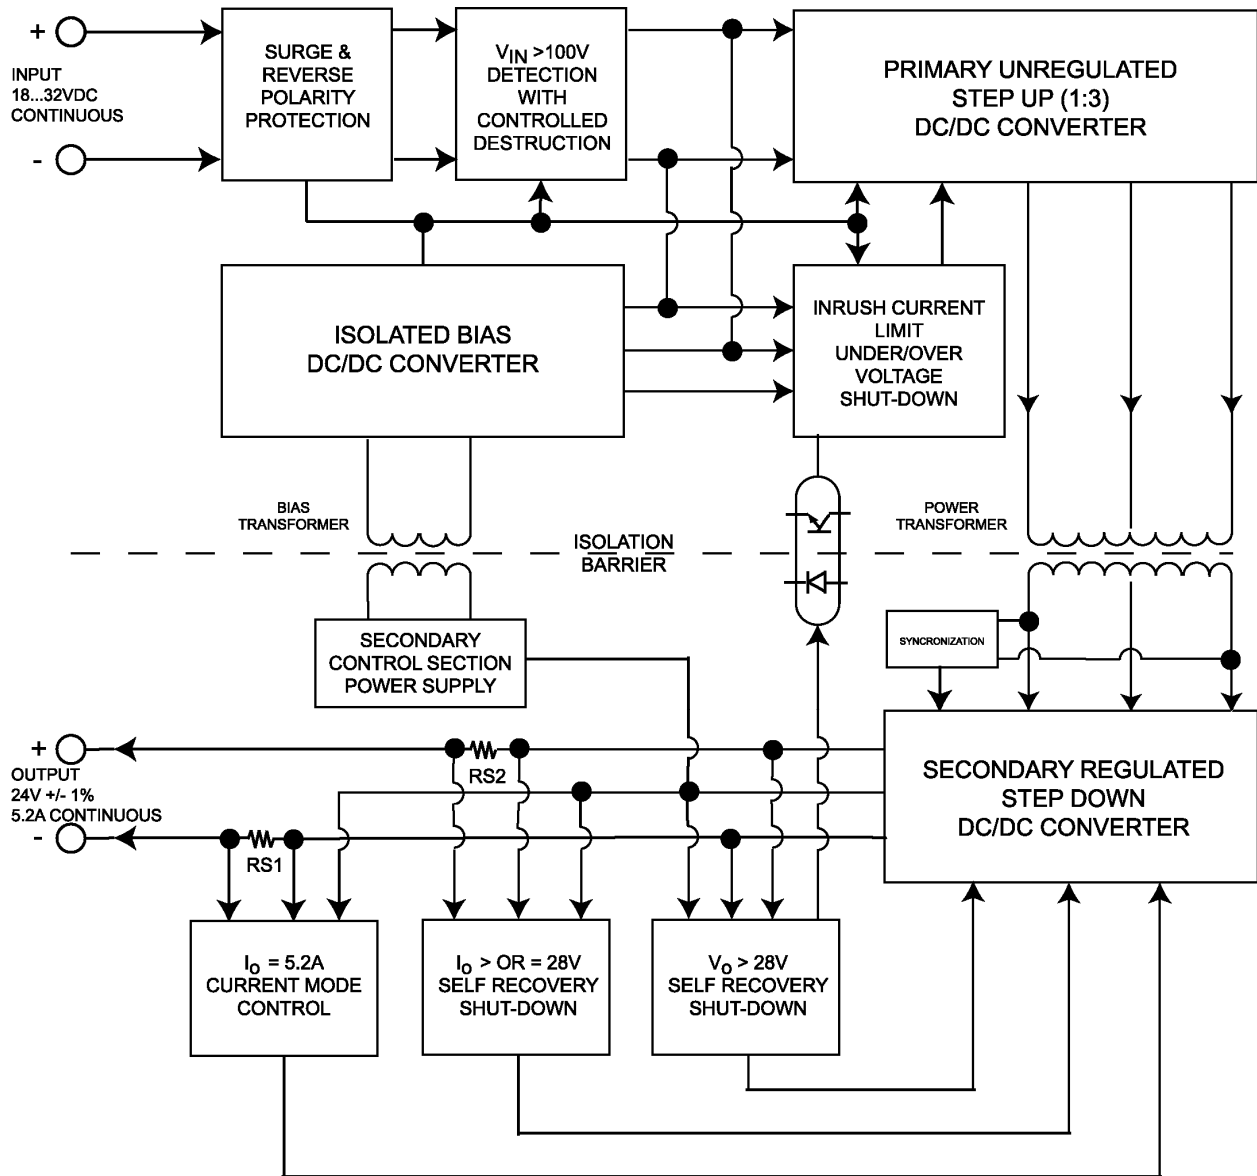 +
INPUT
18...32VDC
CONTINUOUS
-
SURGE &
REVERSE
POLARITY
PROTECTION
VIN >100V
DETECTION
WITH
CONTROLLED
DESTRUCTION
PRIMARY UNREGULATED
STEP UP (1:3)
DC/DC CONVERTER
ISOLATED BIAS
DC/DC CONVERTER
INRUSH CURRENT
LIMIT
UNDER/OVER
VOLTAGE
SHUT-DOWN
BIAS
TRANSFORMER
POWER
TRANSFORMER
ISOLATION
BARRIER
SECONDARY
CONTROL SECTION
POWER SUPPLY
SYNCRONIZATION
+
OUTPUT
24V +/- 1%
5.2A CONTINUOUS
-
RS2
RS1
SECONDARY REGULATED
STEP DOWN
DC/DC CONVERTER
Io = 5.2A
CURRENT MODE
CONTROL
Io > OR = 28V
SELF RECOVERY
SHUT-DOWN
Vo > 28V
SELF RECOVERY
SHUT-DOWN